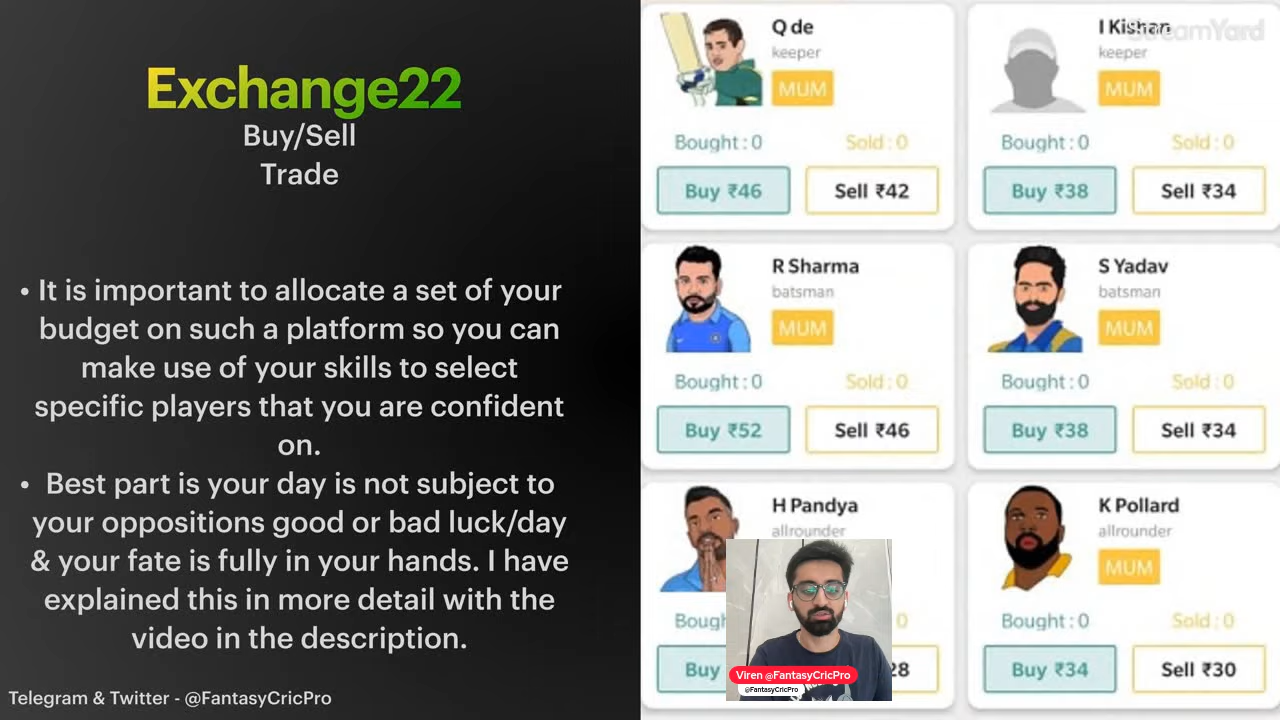 Exchange22
Buy/Sell
Trade
• It is important to allocate a set of your
budget on such a platform so you can
make use of your skills to select
specific players that you are confident
on.
• Best part is your day is not subject to
your oppositions good or bad luck/day
& your fate is fully in your hands. I have
explained this in more detail with the
video in the description.
Telegram & Twitter - @FantasyCricPro
StreamYard
Q de
keeper
MUM
Bought : 0 Sold : 0
Buy ₹46 Sell ₹42
I Kishan
keeper
MUM
Bought : 0 Sold : 0
Buy ₹38 Sell ₹34
R Sharma
batsman
MUM
Bought : 0 Sold : 0
Buy ₹52 Sell ₹46
S Yadav
batsman
MUM
Bought : 0 Sold : 0
Buy ₹38 Sell ₹34
H Pandya
allrounder
0
Buy 28
K Pollard
allrounder
MUM
Bought : 0 Sold : 0
Buy ₹34 Sell ₹30
Viren @FantasyCricPro
@FantasyCricPro